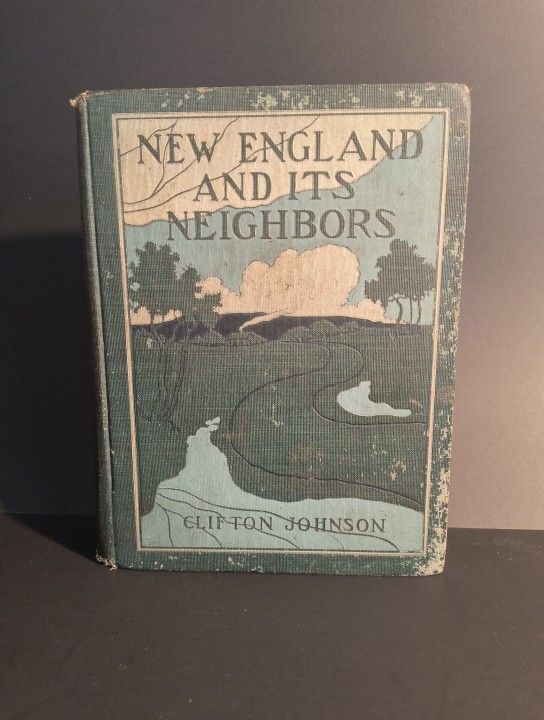 NEW ENGLAND
AND ITS
NEIGHBORS
CLIFTON JOHNSON